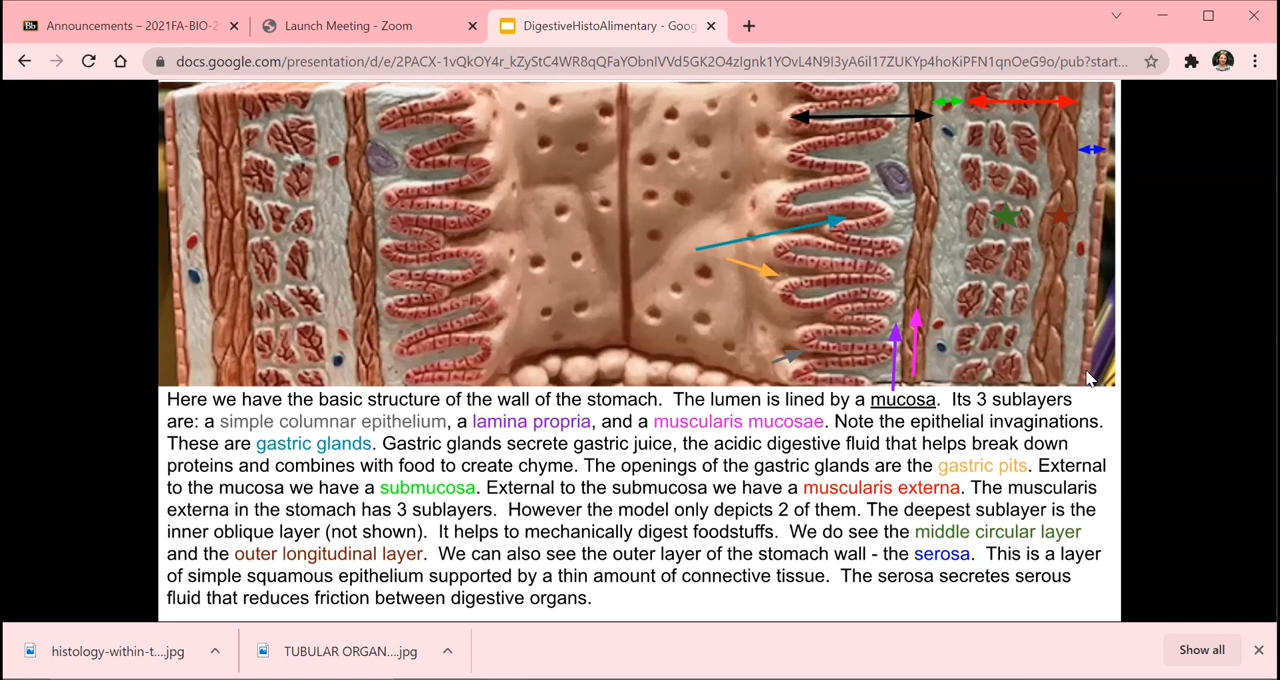 Announcements – 2021FA-BIO-2
Launch Meeting - Zoom
DigestiveHistoAlimentary - Goog
docs.google.com/presentation/d/e/2PACX-1vQkOY4r_kZyStC4WR8qQFaYObnIVVd5GK2O4zIgnk1YOvL4N9I3yA6il17ZUKYp4hoKiPFN1qnOeG9o/pub?start...
Here we have the basic structure of the wall of the stomach. The lumen is lined by a mucosa. Its 3 sublayers
are: a simple columnar epithelium, a lamina propria, and a muscularis mucosae. Note the epithelial invaginations.
These are gastric glands. Gastric glands secrete gastric juice, the acidic digestive fluid that helps break down
proteins and combines with food to create chyme. The openings of the gastric glands are the gastric pits. External
to the mucosa we have a submucosa. External to the submucosa we have a muscularis externa. The muscularis
externa in the stomach has 3 sublayers. However the model only depicts 2 of them. The deepest sublayer is the
inner oblique layer (not shown). It helps to mechanically digest foodstuffs. We do see the middle circular layer
and the outer longitudinal layer. We can also see the outer layer of the stomach wall - the serosa. This is a layer
of simple squamous epithelium supported by a thin amount of connective tissue. The serosa secretes serous
fluid that reduces friction between digestive organs.
histology-within-t....jpg
TUBULAR ORGAN....jpg
Show all